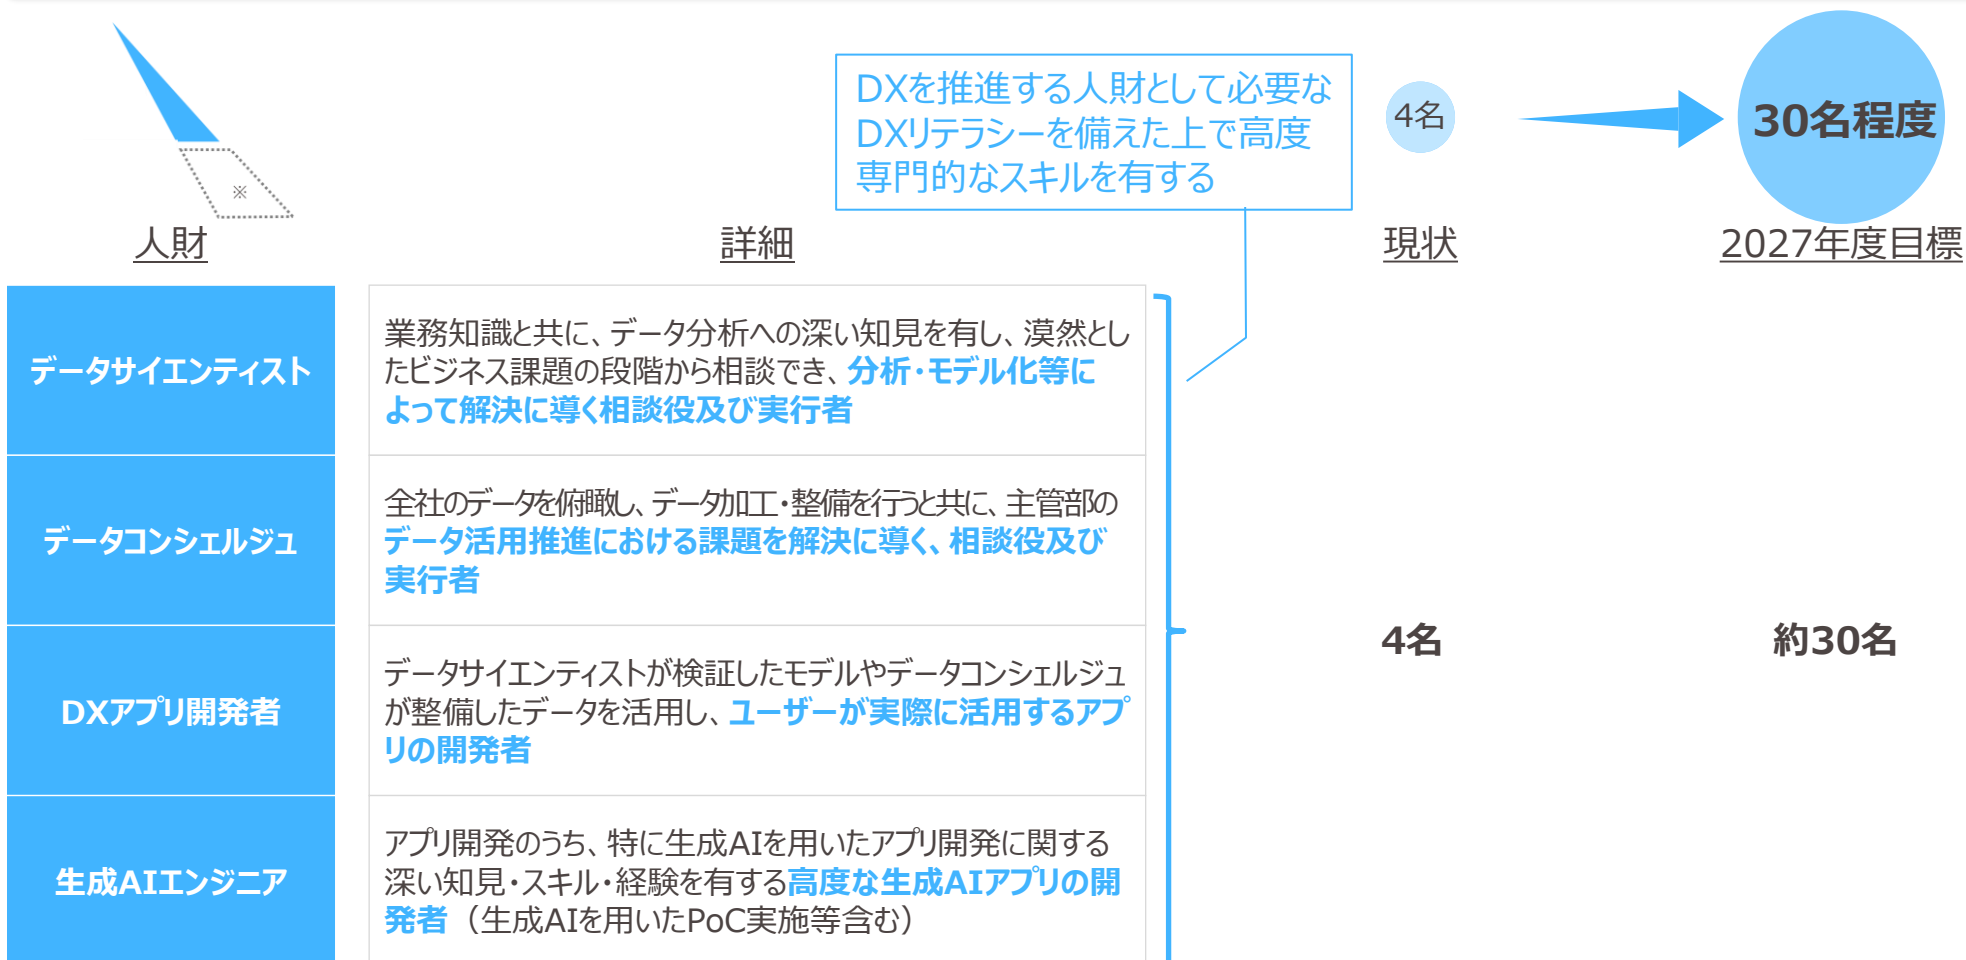 DXを推進する人財として必要な
DXリテラシーを備えた上で高度
専門的なスキルを有する
4名
30名程度
※
人財
詳細
現状
2027年度目標
データサイエンティスト
業務知識と共に、データ分析への深い知見を有し、漠然とし
たビジネス課題の段階から相談でき、分析・モデル化等に
よって解決に導く相談役及び実行者
データコンシェルジュ
全社のデータを俯瞰し、データ加工・整備を行うと共に、主管部の
データ活用推進における課題を解決に導く、相談役及び
実行者
4名
約30名
DXアプリ開発者
データサイエンティストが検証したモデルやデータコンシェルジュ
が整備したデータを活用し、ユーザーが実際に活用するアプ
リの開発者
生成AIエンジニア
アプリ開発のうち、特に生成AIを用いたアプリ開発に関する
深い知見・スキル・経験を有する高度な生成AIアプリの開
発者（生成AIを用いたPoC実施等含む）